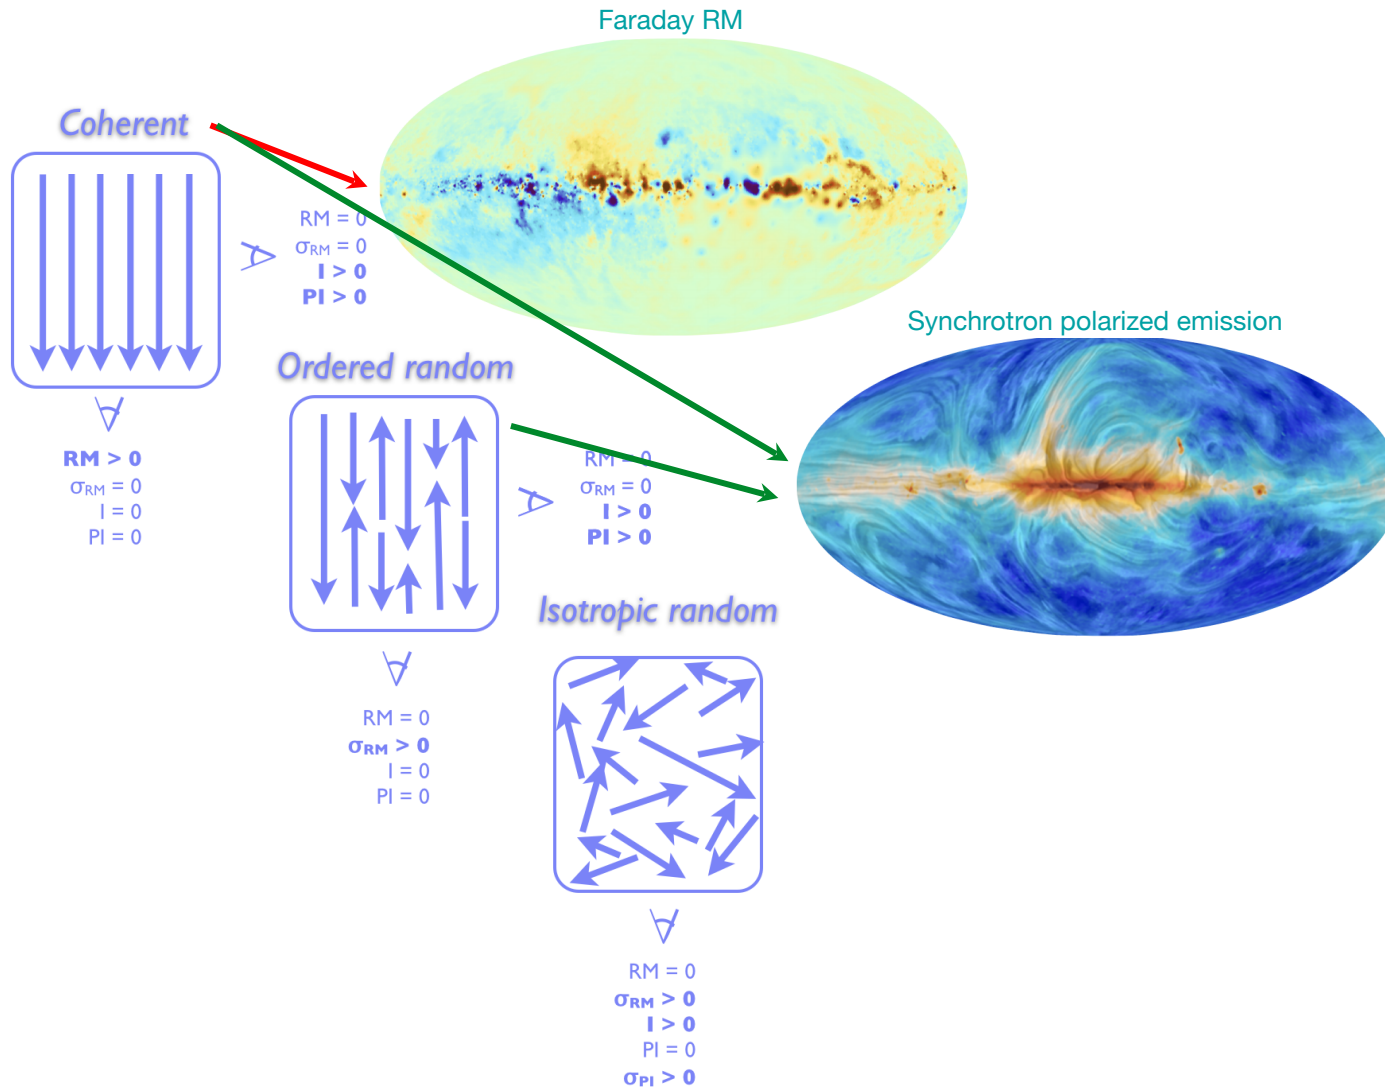 Faraday RM
Coherent
RM = 0
σRM = 0
I > 0
PI > 0
RM > 0
σRM = 0
I = 0
PI = 0
Synchrotron polarized emission
Ordered random
RM = 0
σRM = 0
I > 0
PI > 0
RM = 0
σRM > 0
I = 0
PI = 0
Isotropic random
RM = 0
σRM > 0
I > 0
PI = 0
σPI > 0